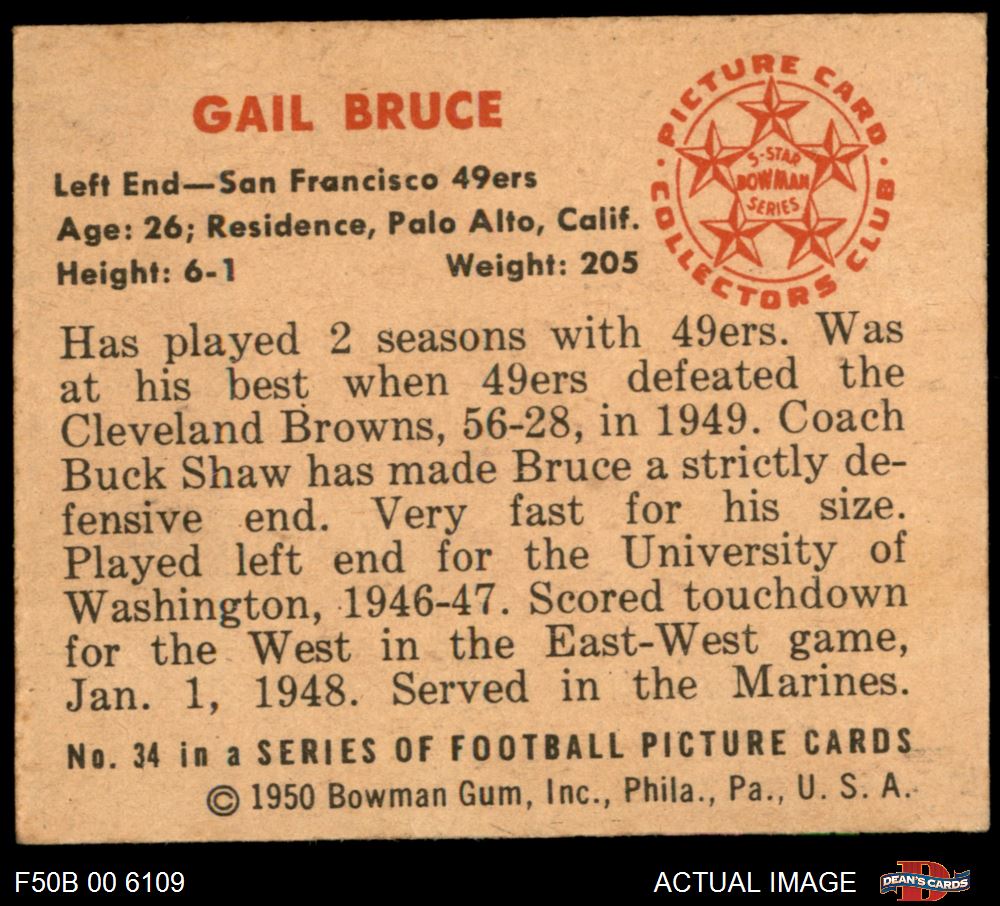 GAIL BRUCE
Left End—San Francisco 49ers
Age: 26; Residence, Palo Alto, Calif.
Height: 6-1 Weight: 205
PICTURE CARD COLLECTORS CLUB
5-STAR
BOWMAN
SERIES
Has played 2 seasons with 49ers. Was
at his best when 49ers defeated the
Cleveland Browns, 56-28, in 1949. Coach
Buck Shaw has made Bruce a strictly de-
fensive end. Very fast for his size.
Played left end for the University of
Washington, 1946-47. Scored touchdown
for the West in the East-West game,
Jan. 1, 1948. Served in the Marines.
No. 34 in a SERIES OF FOOTBALL PICTURE CARDS
© 1950 Bowman Gum, Inc., Phila., Pa., U. S. A.
F50B 00 6109
ACTUAL IMAGE
D
DEAN'S CARDS